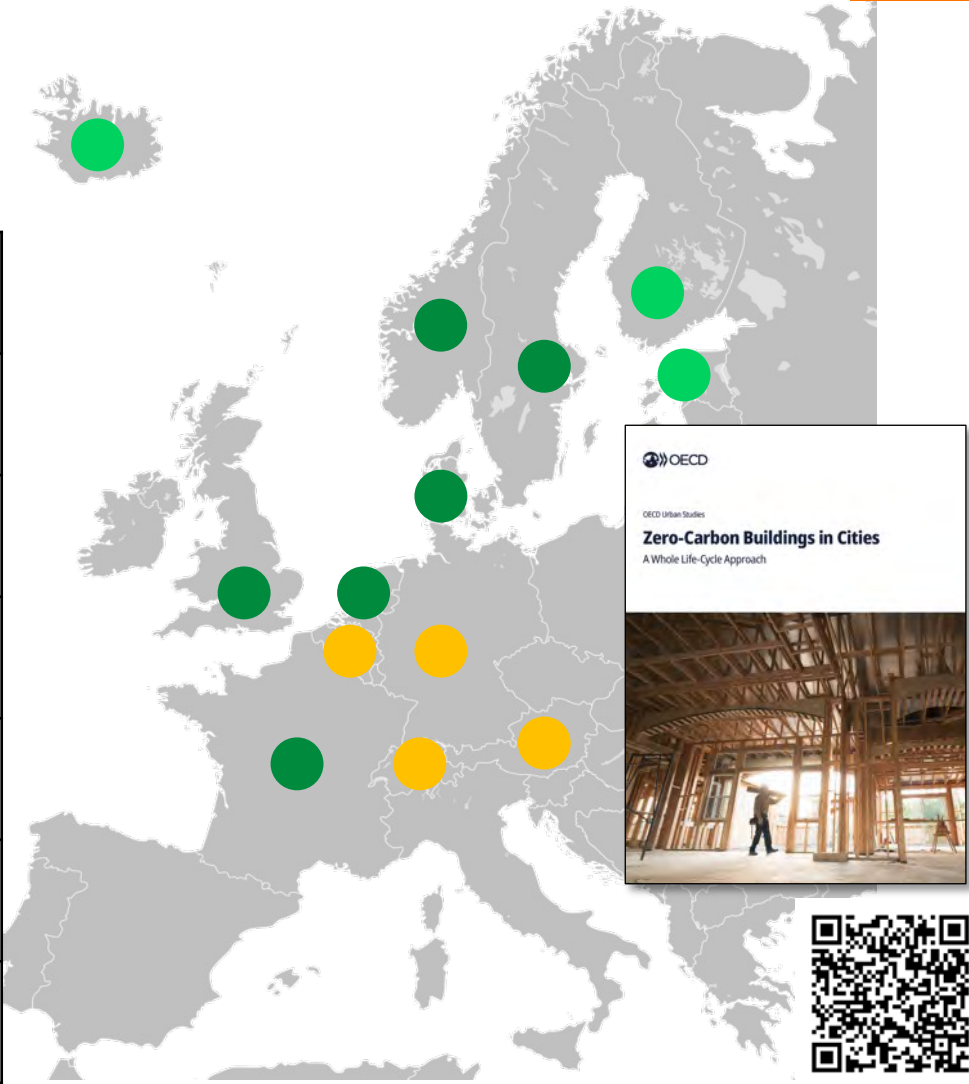 OECD
OECD Urban Studies
Zero-Carbon Buildings in Cities
A Whole Life-Cycle Approach